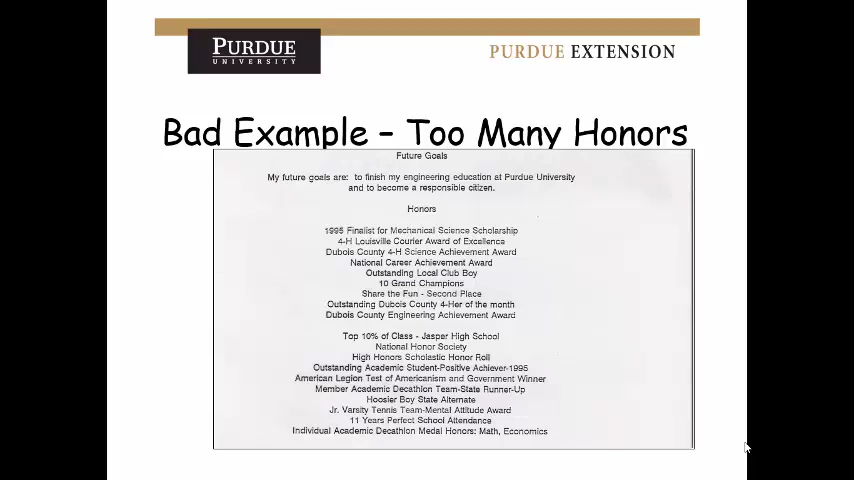 PURDUE
UNIVERSITY
PURDUE EXTENSION
Bad Example – Too Many Honors
Future Goals
My future goals are: to finish my engineering education at Purdue University
and to become a responsible citizen.
Honors
1995 Finalist for Mechanical Science Scholarship
4-H Louisville Courier Award of Excellence
Dubois County 4-H Science Achievement Award
National Career Achievement Award
Outstanding Local Club Boy
10 Grand Champions
Share the Fun - Second Place
Outstanding Dubois County 4-Her of the month
Dubois County Engineering Achievement Award
Top 10% of Class - Jasper High School
National Honor Society
High Honors Scholastic Honor Roll
Outstanding Academic Student-Positive Achiever-1995
American Legion Test of Americanism and Government Winner
Member Academic Decathlon Team-State Runner-Up
Hoosier Boy State Alternate
Jr. Varsity Tennis Team-Mental Attitude Award
11 Years Perfect School Attendance
Individual Academic Decathlon Medal Honors: Math, Economics